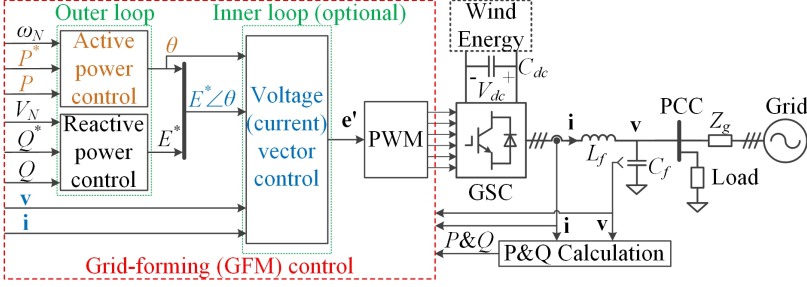 Outer loop
Inner loop (optional)
ω_N
P*
P
V_N
Q*
Q
v
i
Active
power
control
Reactive
power
control
θ
E*∠θ
E*
Voltage
(current)
vector
control
e'
PWM
Wind
Energy
C_dc
- +
V_dc
GSC
i
L_f
v
C_f
PCC
Z_g
Grid
Load
i
v
P&Q
P&Q Calculation
Grid-forming (GFM) control